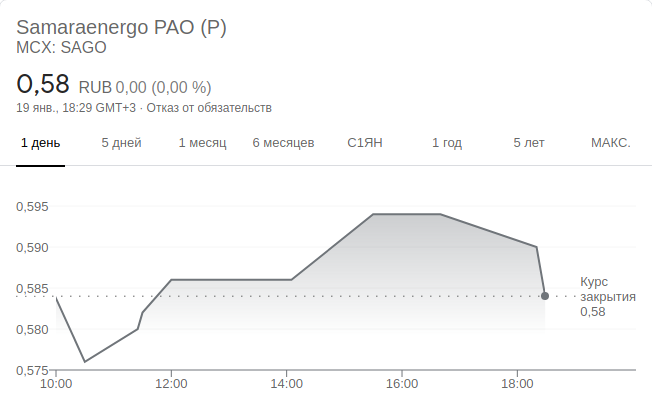 Samaraenergo PAO (P)
MCX: SAGO
0,58 RUB 0,00 (0,00 %)
19 янв., 18:29 GMT+3 · Отказ от обязательств
1 день 5 дней 1 месяц 6 месяцев С1ЯН 1 год 5 лет МАКС.
0,595
0,590
0,585
0,580
0,575
Курс
закрытия
0,58
10:00 12:00 14:00 16:00 18:00